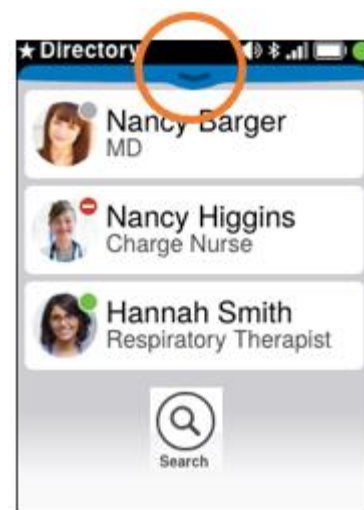 ★ Directory
Nancy Barger
MD
Nancy Higgins
Charge Nurse
Hannah Smith
Respiratory Therapist
Search